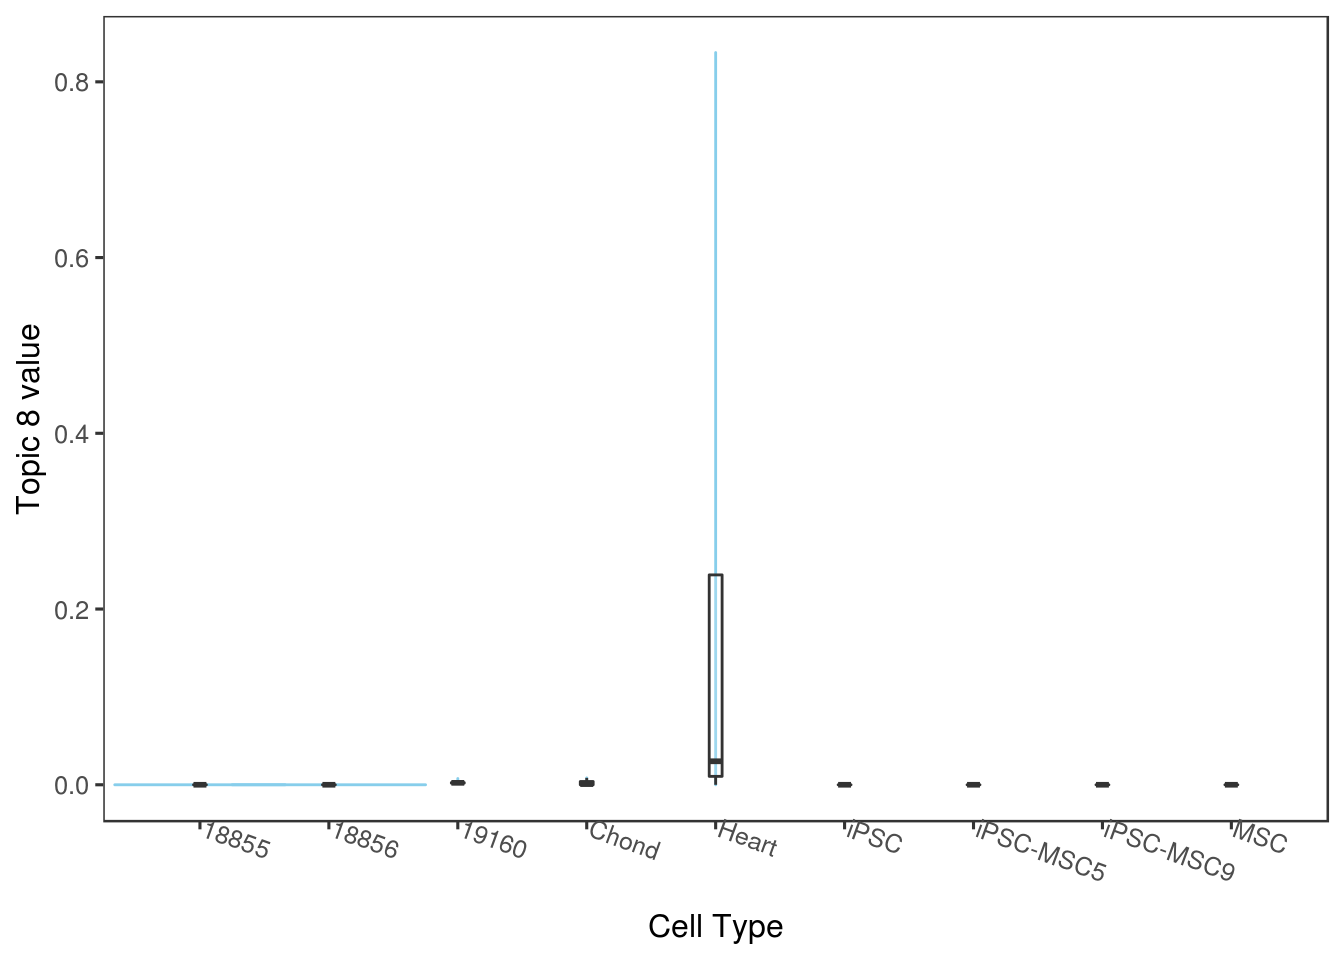 0.8
0.6
0.4
0.2
0.0
Topic 8 value
18855
18856
19160
Chond
Heart
iPSC
iPSC-MSC5
iPSC-MSC9
MSC
Cell Type